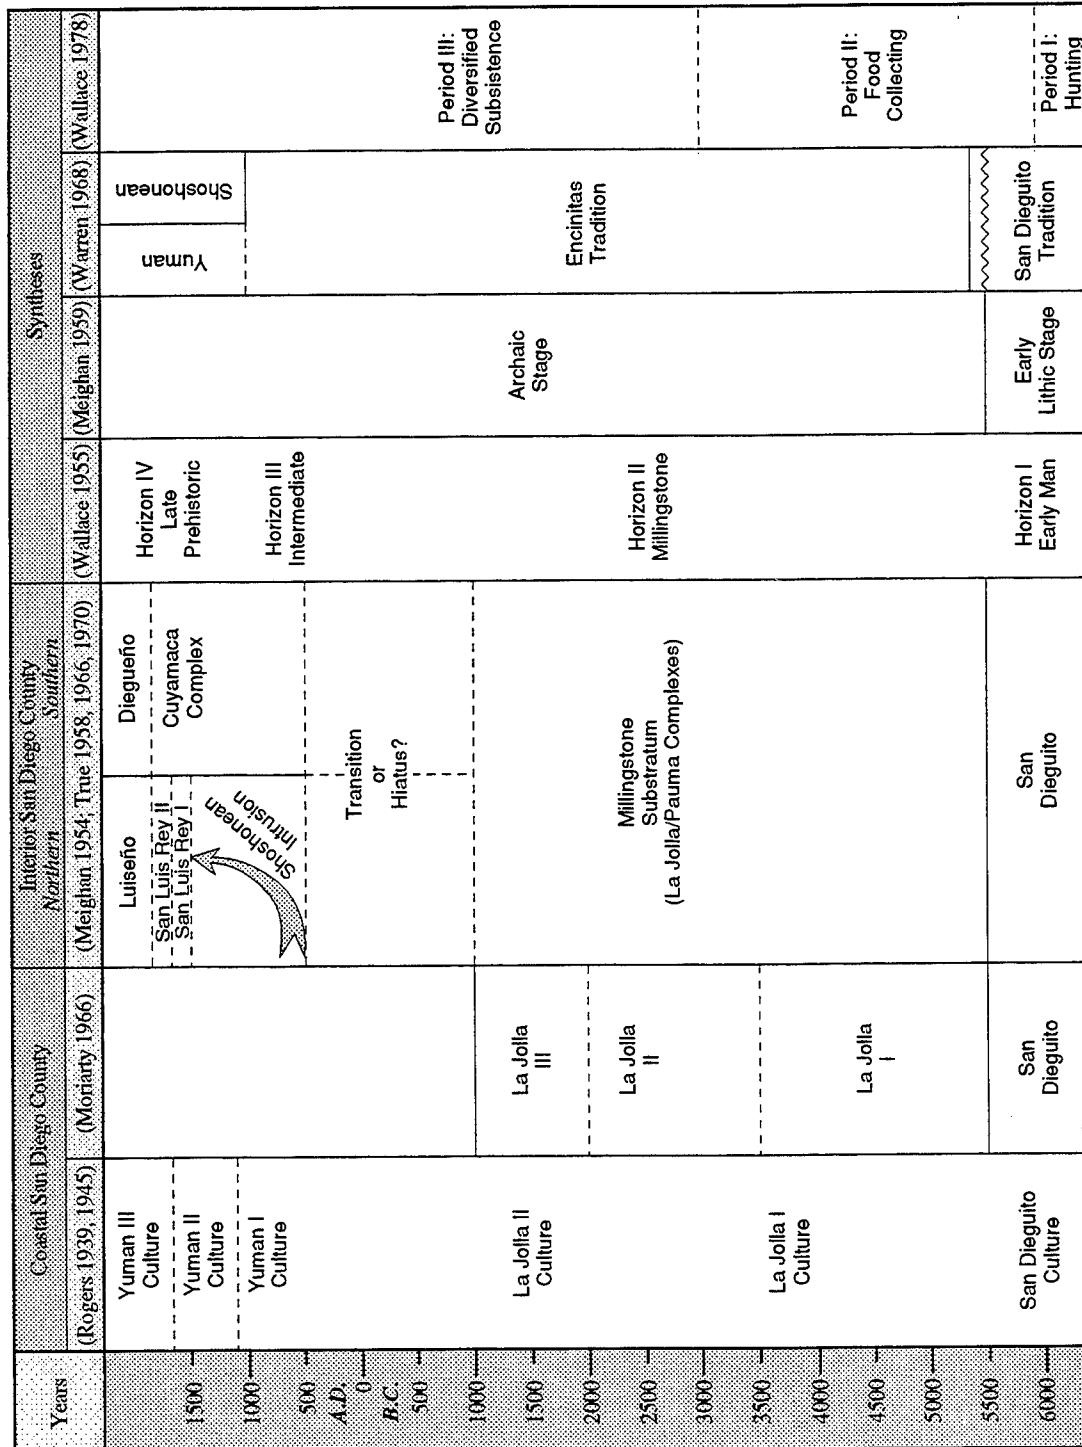 Years
Coastal San Diego County
Interior San Diego County
Northern
Southern
Syntheses
(Rogers 1939, 1945)
(Moriarty 1966)
(Meighan 1954; True 1958, 1966, 1970)
(Wallace 1955)
(Meighan 1959)
(Warren 1968)
(Wallace 1978)
1500
1000
500
A.D.
0
B.C.
500
1000
1500
2000
2500
3000
3500
4000
4500
5000
5500
6000
Yuman III
Culture
Yuman II
Culture
Yuman I
Culture
La Jolla II
Culture
La Jolla I
Culture
San Dieguito
Culture
La Jolla
III
La Jolla
II
La Jolla
I
San
Dieguito
Luiseño
San Luis Rey II
San Luis Rey I
Shoshonean
Intrusion
Diegueño
Cuyamaca
Complex
Transition
or
Hiatus?
Millingstone
Substratum
(La Jolla/Pauma Complexes)
San
Dieguito
Horizon IV
Late
Prehistoric
Horizon III
Intermediate
Horizon II
Millingstone
Horizon I
Early Man
Archaic
Stage
Early
Lithic Stage
Yuman
Shoshonean
Encinitas
Tradition
San Dieguito
Tradition
Period III:
Diversified
Subsistence
Period II:
Food
Collecting
Period I:
Hunting